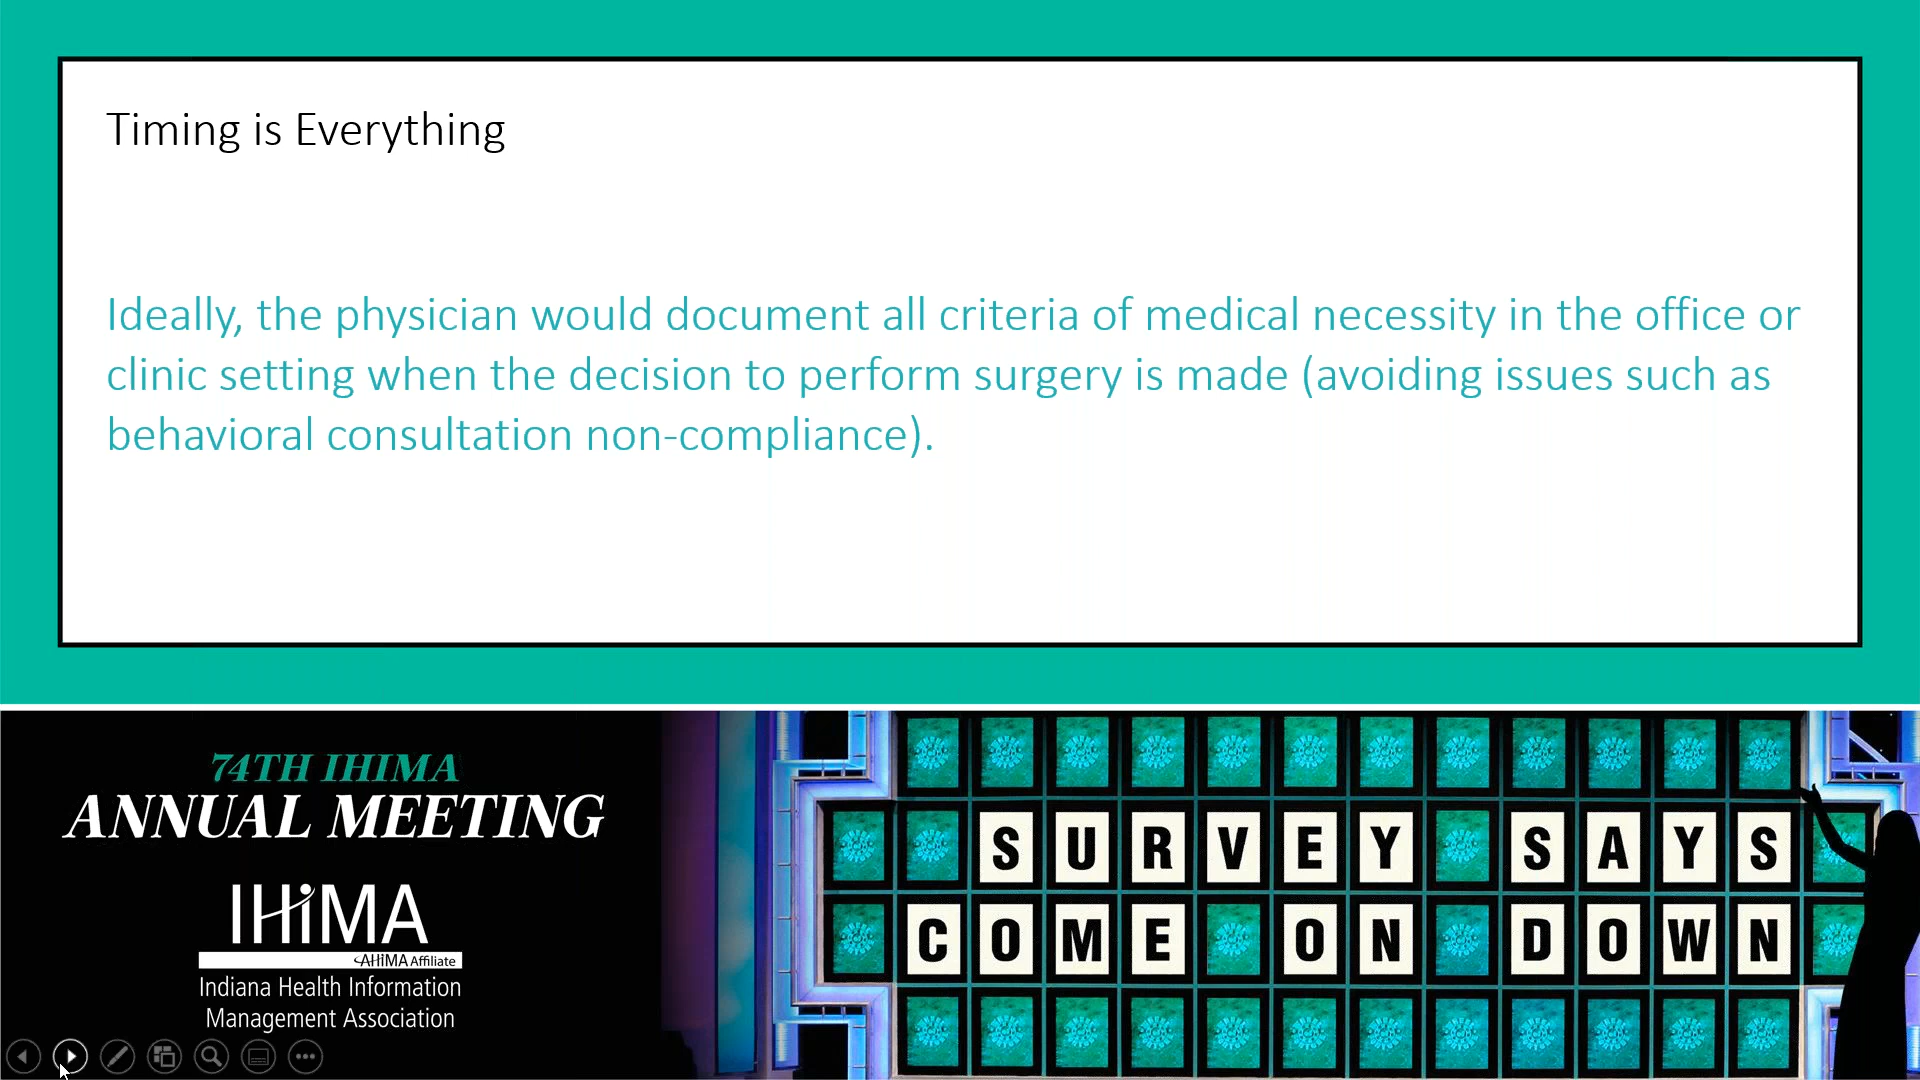 Timing is Everything
Ideally, the physician would document all criteria of medical necessity in the office or
clinic setting when the decision to perform surgery is made (avoiding issues such as
behavioral consultation non-compliance).
74TH IHIMA
ANNUAL MEETING
IHIMA
AHIMA Affiliate
Indiana Health Information
Management Association
SURVEY SAYS
COME ON DOWN